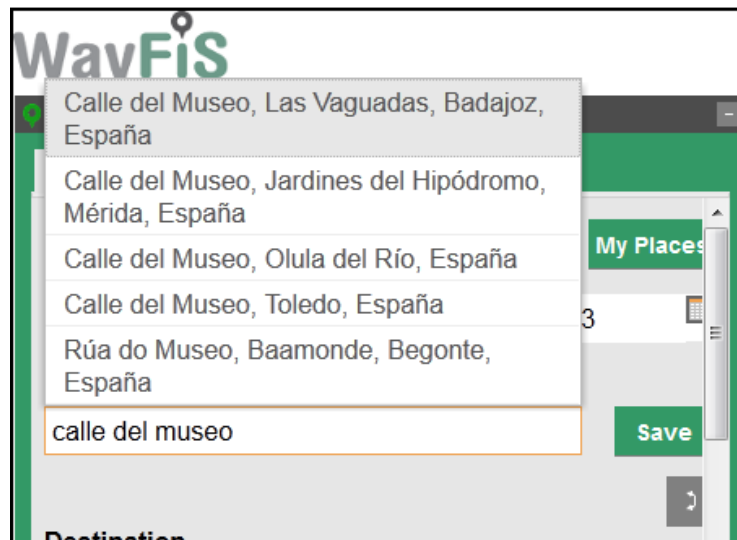 WayFiS
Calle del Museo, Las Vaguadas, Badajoz,
España
Calle del Museo, Jardines del Hipódromo,
Mérida, España
Calle del Museo, Olula del Río, España
Calle del Museo, Toledo, España
Rúa do Museo, Baamonde, Begonte,
España
My Places
3
calle del museo
Save
Destination